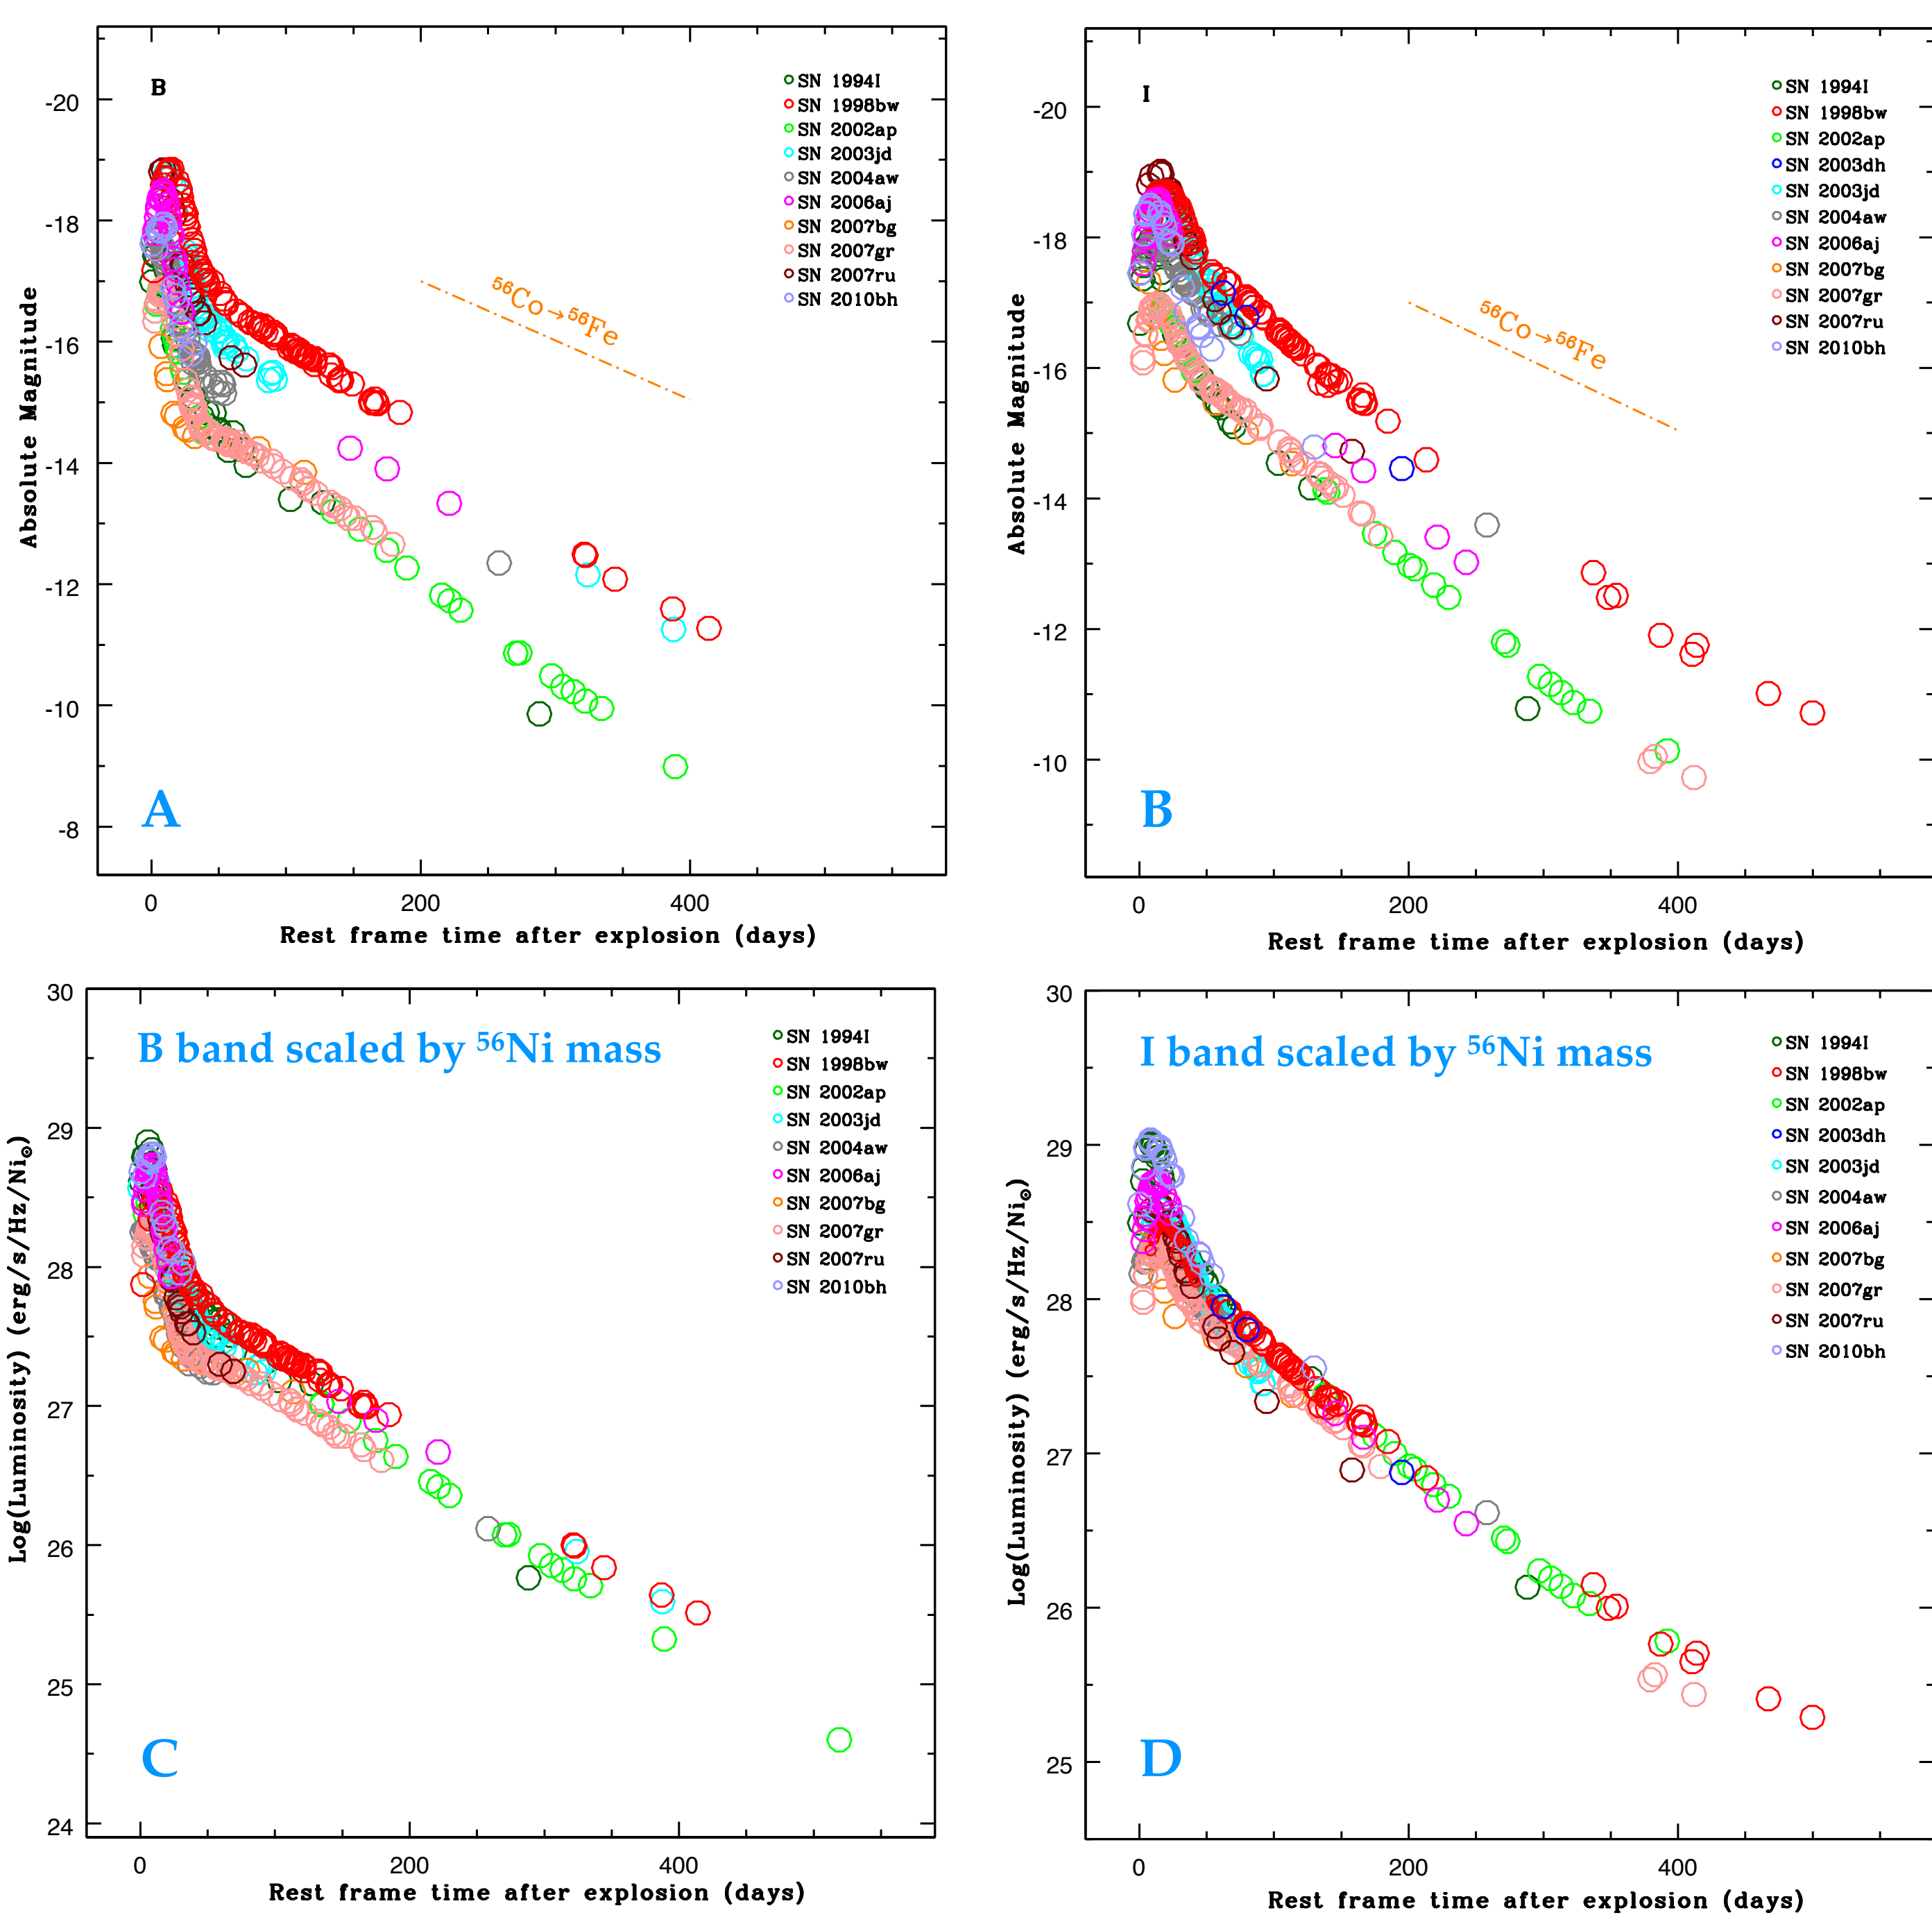 B
SN 1994I
SN 1998bw
SN 2002ap
SN 2003jd
SN 2004aw
SN 2006aj
SN 2007bg
SN 2007gr
SN 2007ru
SN 2010bh
⁵⁶Co→⁵⁶Fe
-20
-18
-16
-14
-12
-10
-8
Absolute Magnitude
A
0 200 400
Rest frame time after explosion (days)
I
SN 1994I
SN 1998bw
SN 2002ap
SN 2003dh
SN 2003jd
SN 2004aw
SN 2006aj
SN 2007bg
SN 2007gr
SN 2007ru
SN 2010bh
⁵⁶Co→⁵⁶Fe
-20
-18
-16
-14
-12
-10
Absolute Magnitude
B
0 200 400
Rest frame time after explosion (days)
B band scaled by ⁵⁶Ni mass
SN 1994I
SN 1998bw
SN 2002ap
SN 2003jd
SN 2004aw
SN 2006aj
SN 2007bg
SN 2007gr
SN 2007ru
SN 2010bh
30
29
28
27
26
25
24
Log(Luminosity) (erg/s/Hz/Ni⊙)
C
0 200 400
Rest frame time after explosion (days)
I band scaled by ⁵⁶Ni mass
SN 1994I
SN 1998bw
SN 2002ap
SN 2003dh
SN 2003jd
SN 2004aw
SN 2006aj
SN 2007bg
SN 2007gr
SN 2007ru
SN 2010bh
30
29
28
27
26
25
Log(Luminosity) (erg/s/Hz/Ni⊙)
D
0 200 400
Rest frame time after explosion (days)